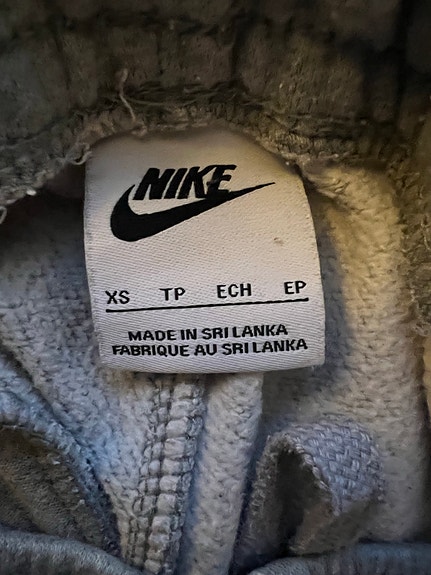 NIKE
XS TP ECH EP
MADE IN SRI LANKA
FABRIQUE AU SRI LANKA